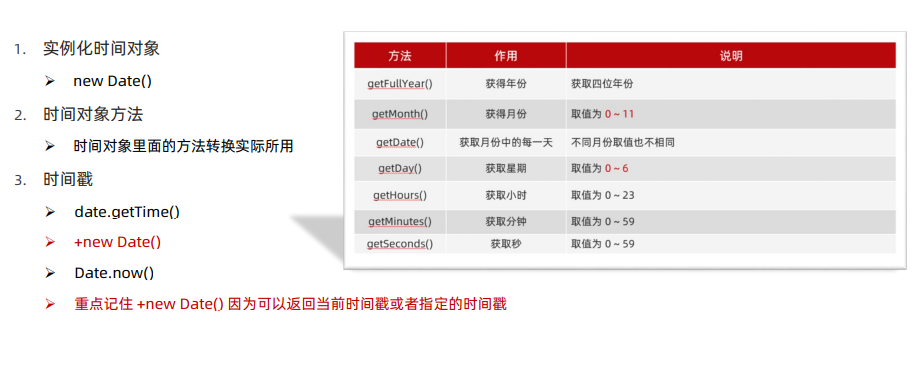 1. 实例化时间对象
➢ new Date()
2. 时间对象方法
➢ 时间对象里面的方法转换实际所用
3. 时间戳
➢ date.getTime()
➢ +new Date()
➢ Date.now()
➢ 重点记住 +new Date() 因为可以返回当前时间戳或者指定的时间戳
方法 作用 说明
getFullYear() 获得年份 获取四位年份
getMonth() 获得月份 取值为 0 ~ 11
getDate() 获取月份中的每一天 不同月份取值也不相同
getDay() 获取星期 取值为 0 ~ 6
getHours() 获取小时 取值为 0 ~ 23
getMinutes() 获取分钟 取值为 0 ~ 59
getSeconds() 获取秒 取值为 0 ~ 59